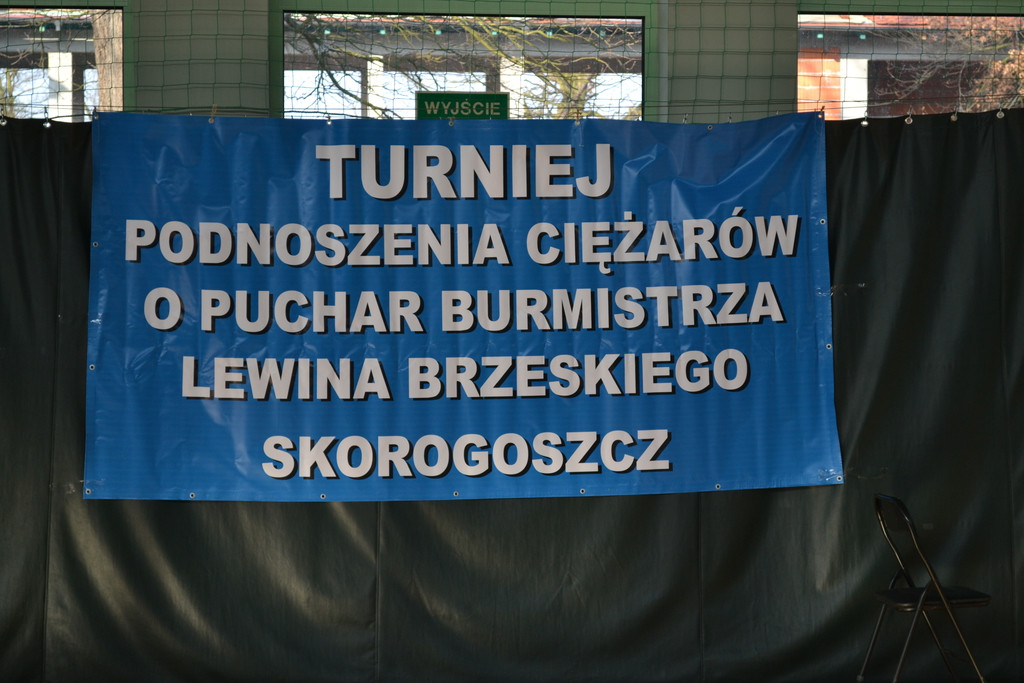 WYJŚCIE
TURNIEJ
PODNOSZENIA CIĘŻARÓW
O PUCHAR BURMISTRZA
LEWINA BRZESKIEGO
SKOROGOSZCZ